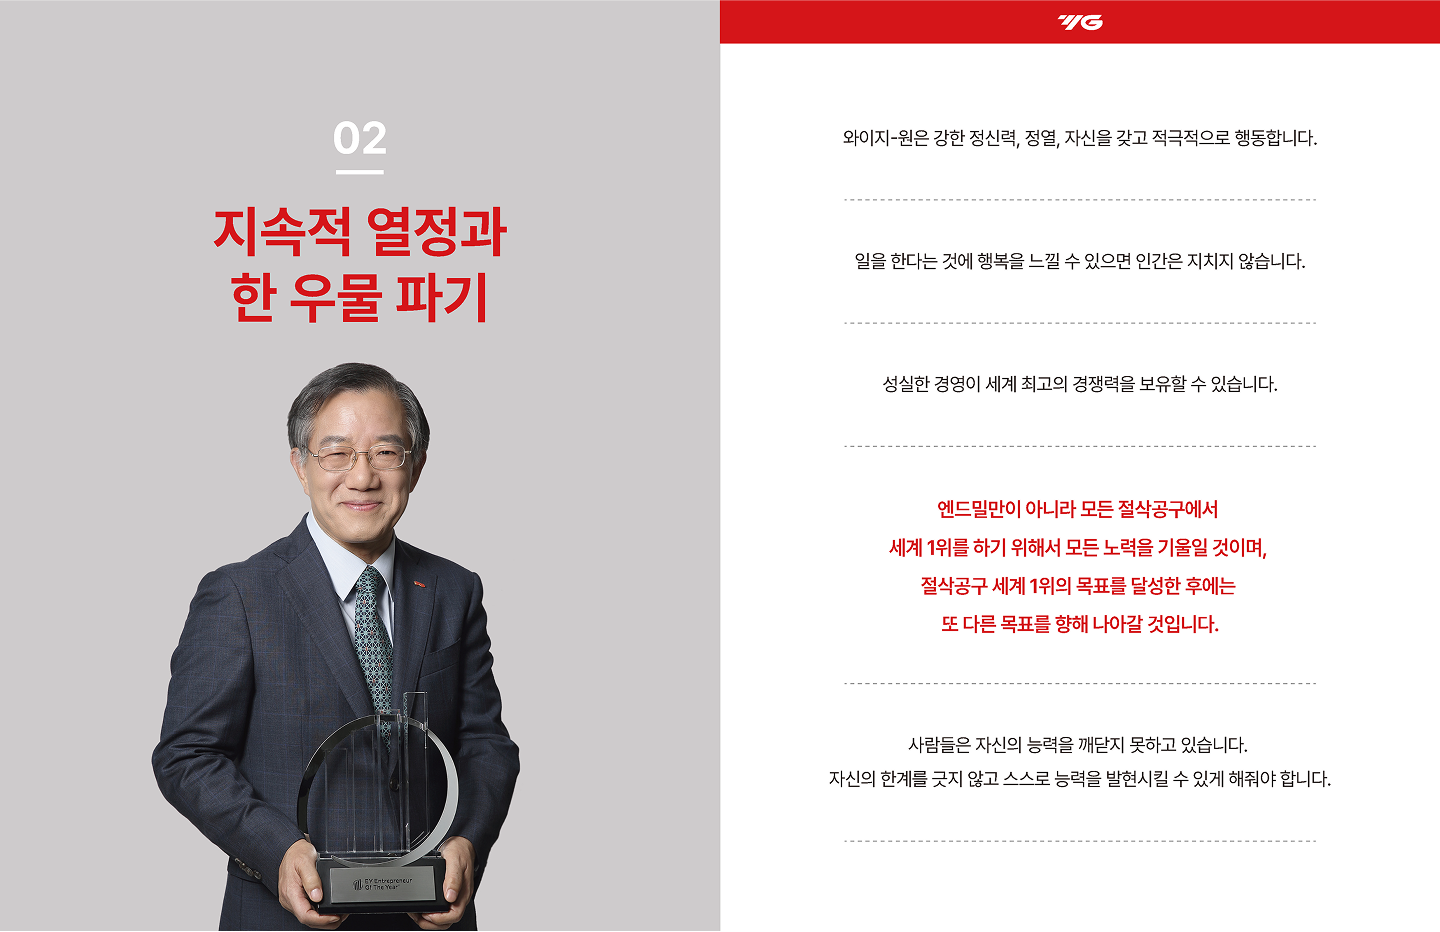 02
지속적 열정과
한 우물 파기
EY Entrepreneur
Of The Year
YG
와이지-원은 강한 정신력, 정열, 자신을 갖고 적극적으로 행동합니다.
일을 한다는 것에 행복을 느낄 수 있으면 인간은 지치지 않습니다.
성실한 경영이 세계 최고의 경쟁력을 보유할 수 있습니다.
엔드밀만이 아니라 모든 절삭공구에서
세계 1위를 하기 위해서 모든 노력을 기울일 것이며,
절삭공구 세계 1위의 목표를 달성한 후에는
또 다른 목표를 향해 나아갈 것입니다.
사람들은 자신의 능력을 깨닫지 못하고 있습니다.
자신의 한계를 긋지 않고 스스로 능력을 발현시킬 수 있게 해줘야 합니다.